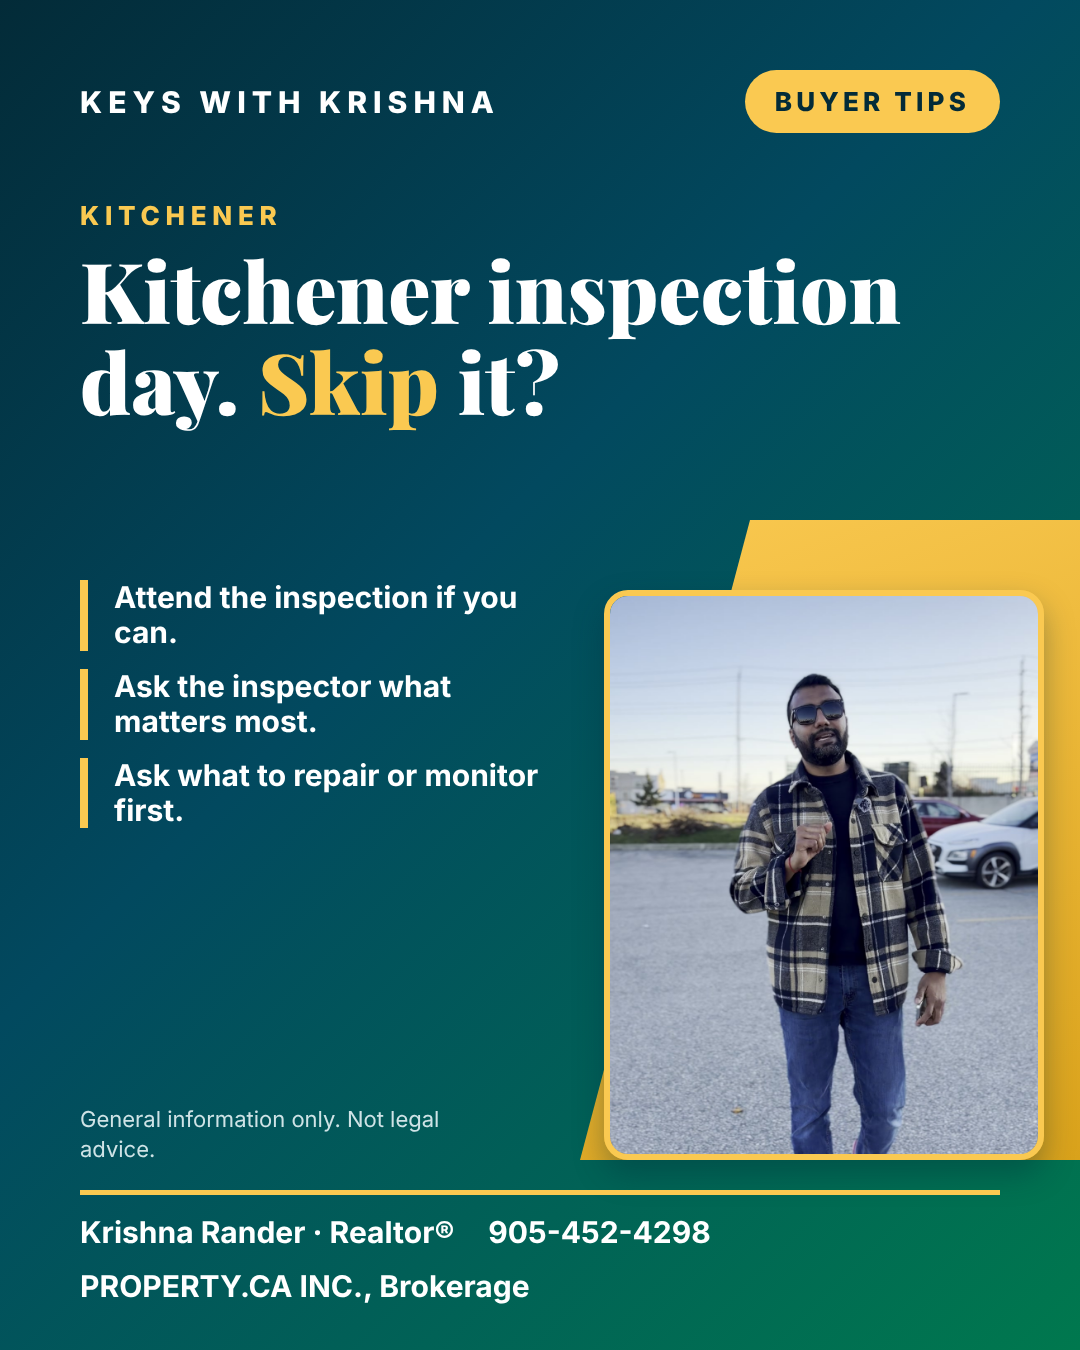 KEYS WITH KRISHNA
BUYER TIPS
KITCHENER
Kitchener inspection
day. Skip it?
Attend the inspection if you
can.
Ask the inspector what
matters most.
Ask what to repair or monitor
first.
General information only. Not legal
advice.
Krishna Rander · Realtor® 905-452-4298
PROPERTY.CA INC., Brokerage